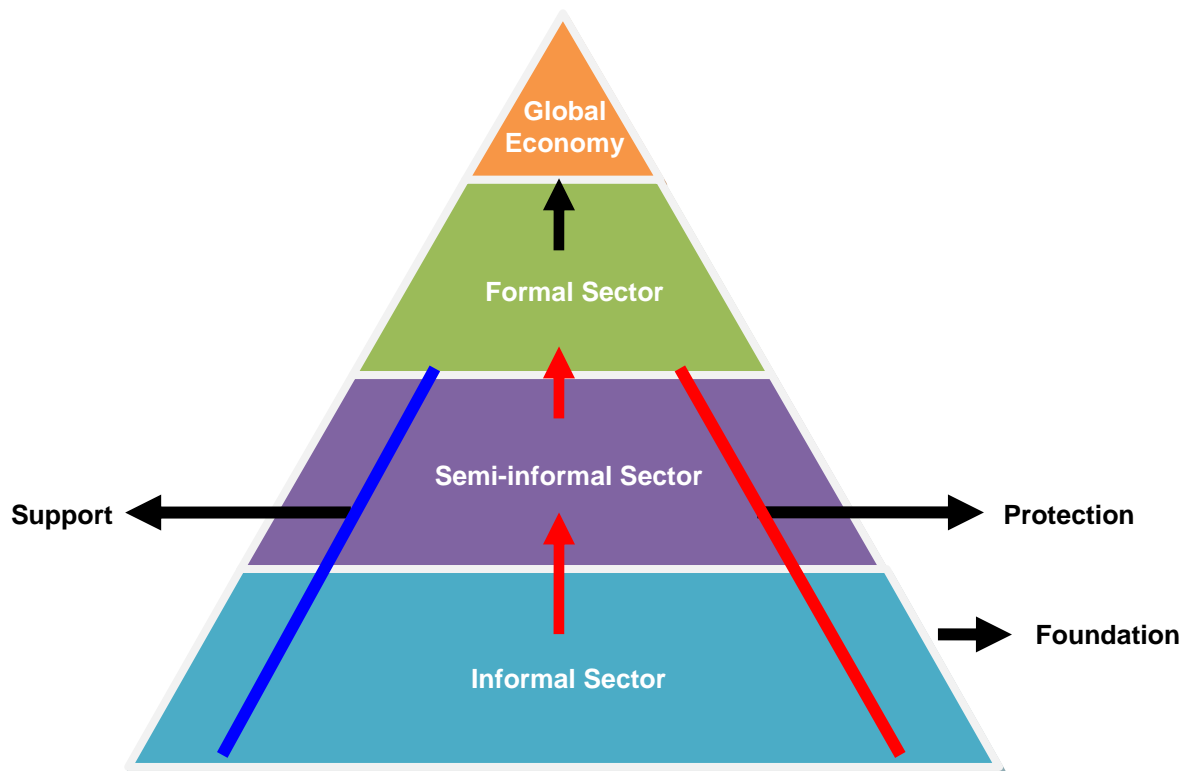 Global
Economy
Formal Sector
Semi-informal Sector
Support
Protection
Foundation
Informal Sector